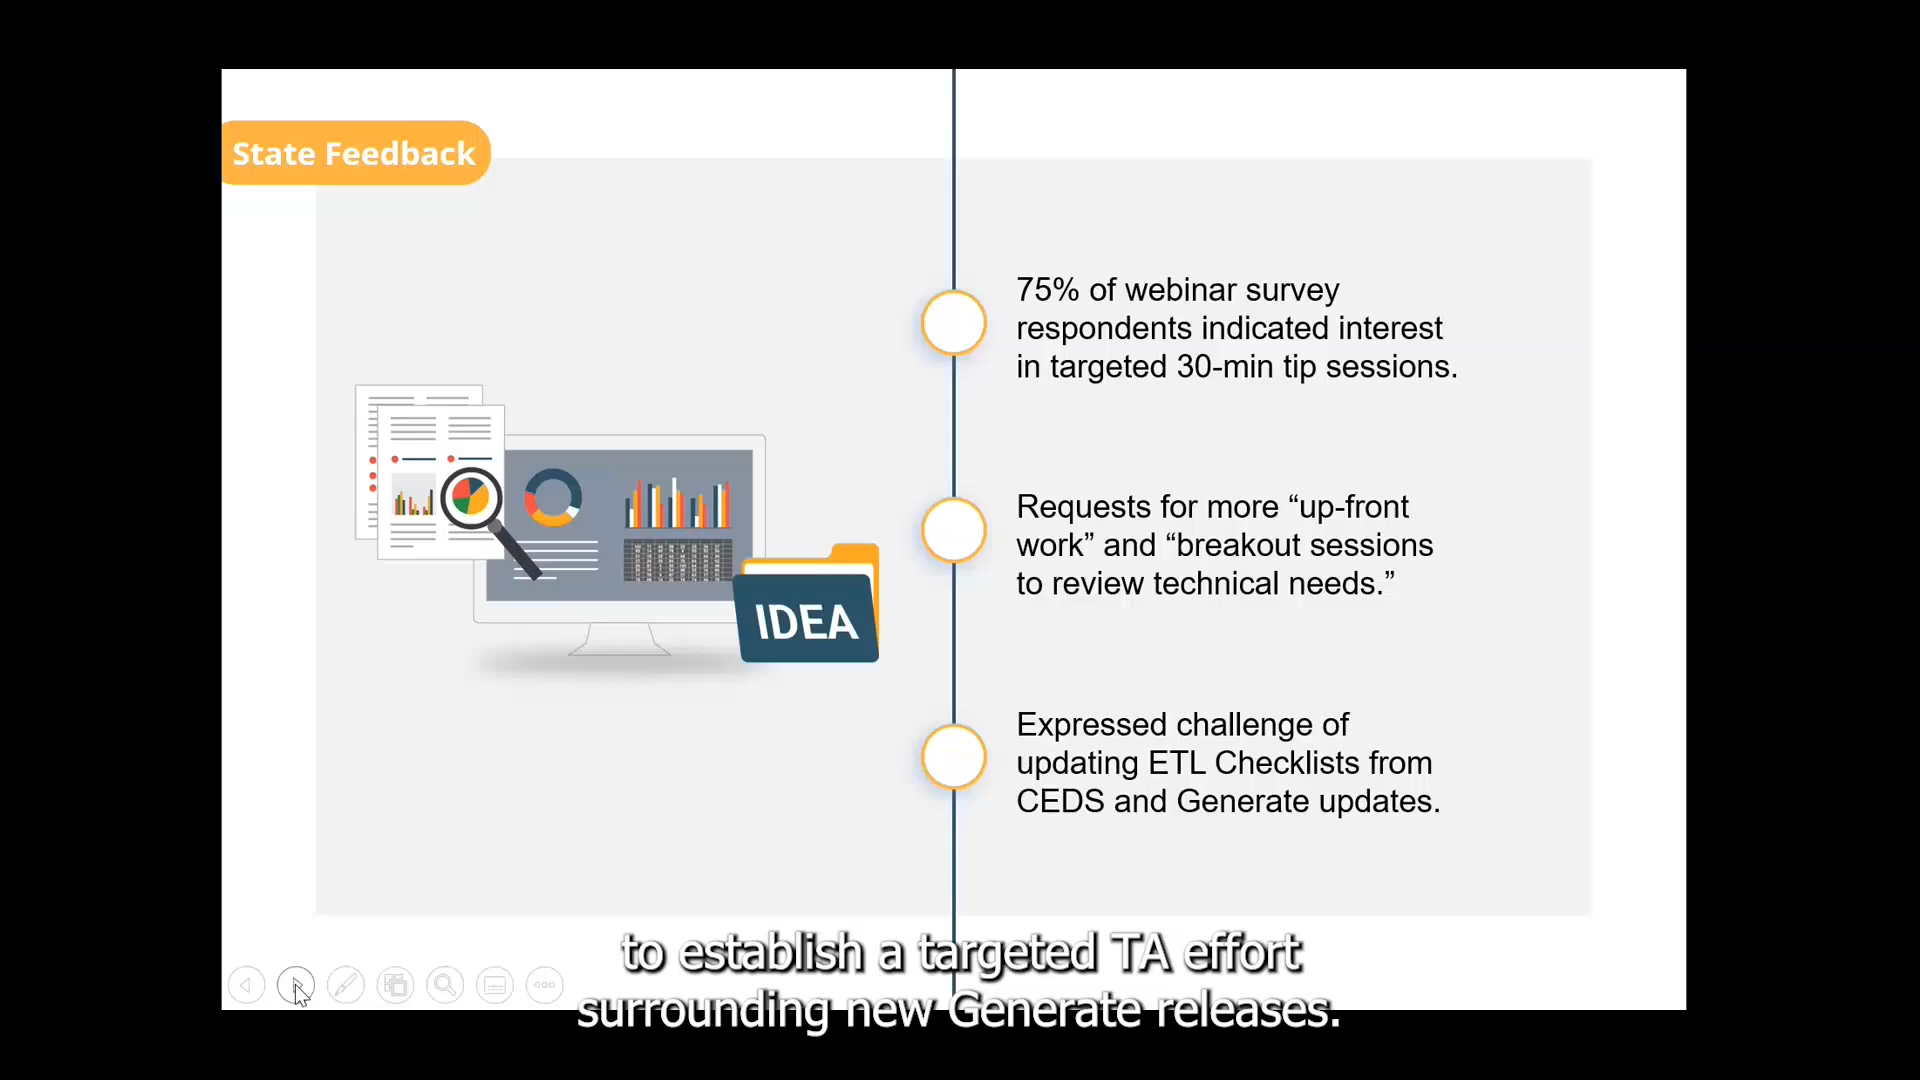 State Feedback
75% of webinar survey
respondents indicated interest
in targeted 30-min tip sessions.
Requests for more “up-front
work” and “breakout sessions
to review technical needs.”
IDEA
Expressed challenge of
updating ETL Checklists from
CEDS and Generate updates.
to establish a targeted TA effort
surrounding new Generate releases.